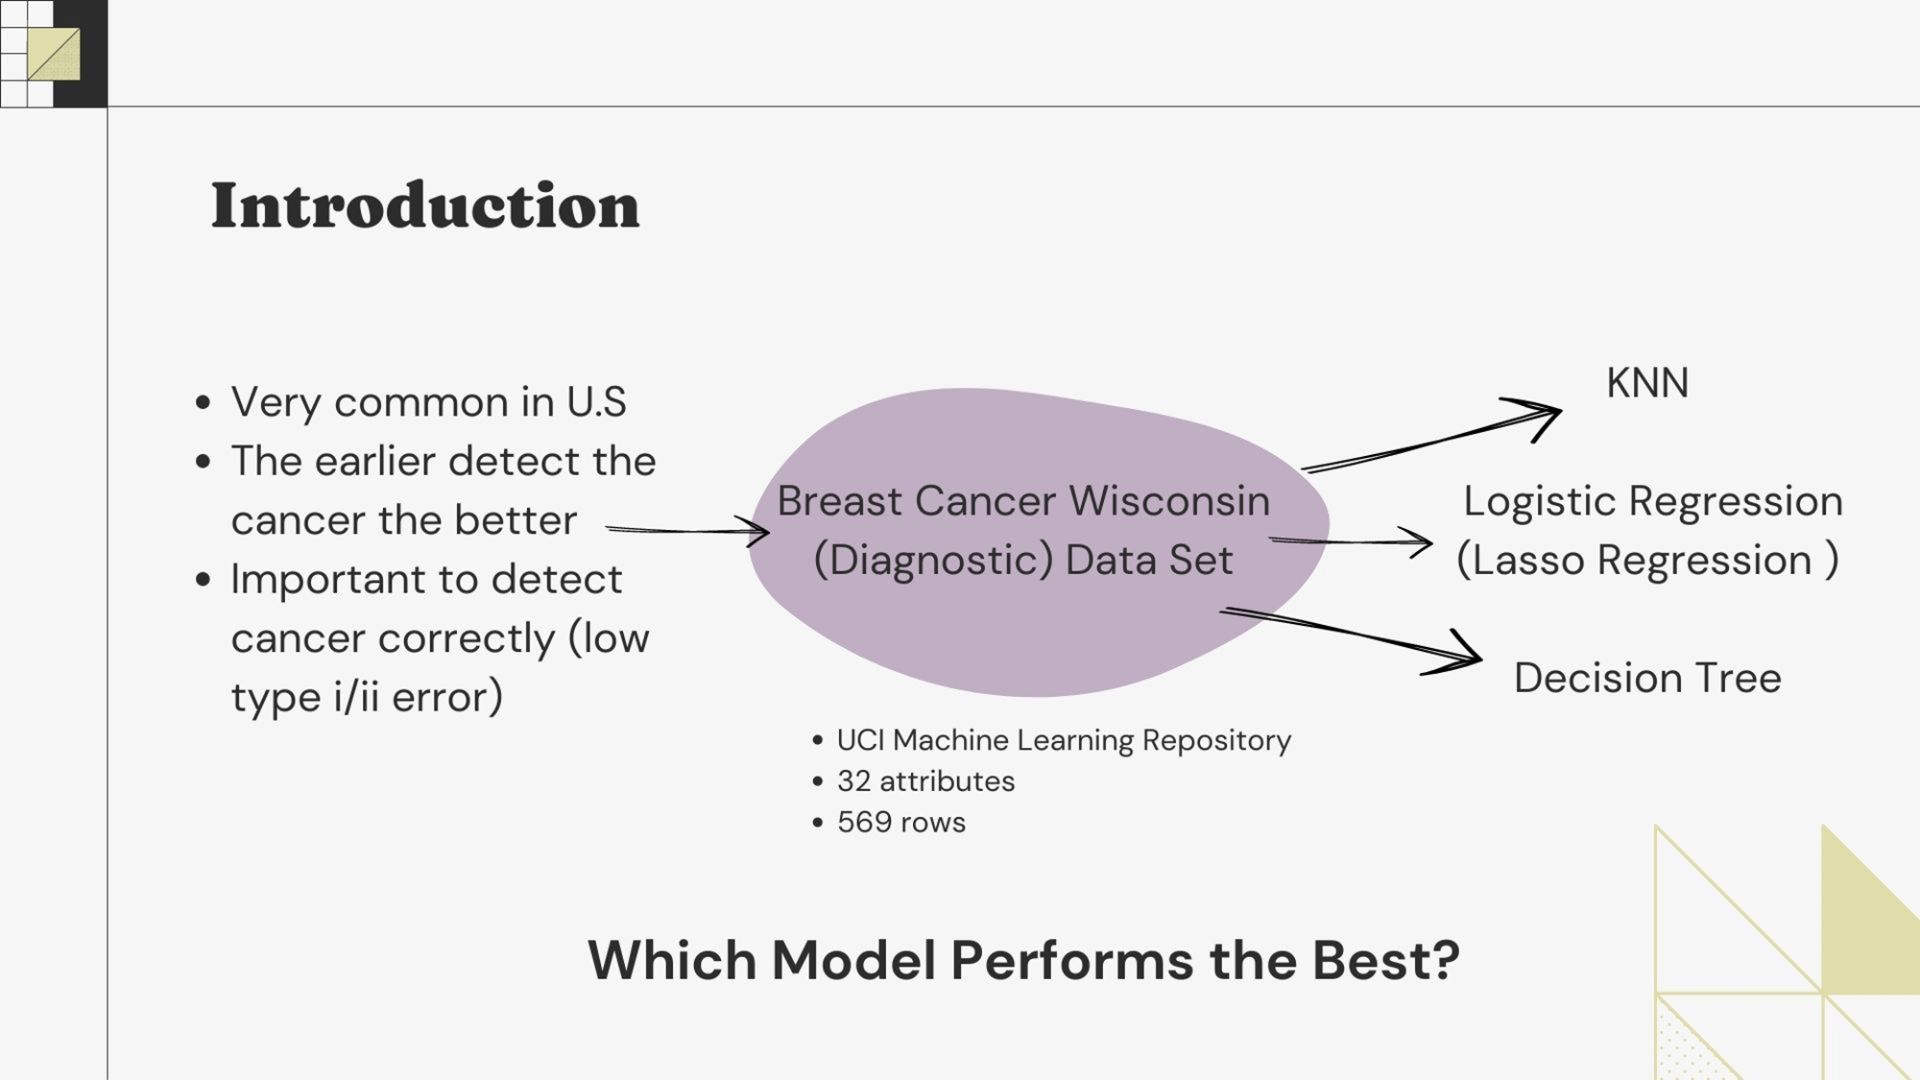 Introduction
• Very common in U.S
• The earlier detect the
cancer the better
• Important to detect
cancer correctly (low
type i/ii error)
Breast Cancer Wisconsin
(Diagnostic) Data Set
• UCI Machine Learning Repository
• 32 attributes
• 569 rows
KNN
Logistic Regression
(Lasso Regression )
Decision Tree
Which Model Performs the Best?